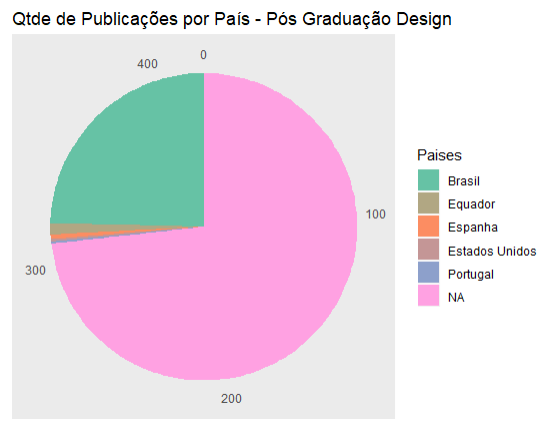 Qtde de Publicações por País - Pós Graduação Design
0
400
100
300
200
Paises
Brasil
Equador
Espanha
Estados Unidos
Portugal
NA